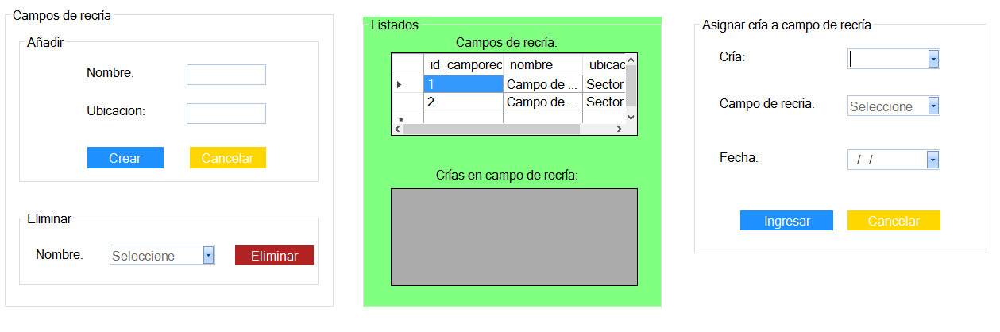 Campos de recría
Añadir
Nombre:
Ubicacion:
Crear Cancelar
Eliminar
Nombre: Seleccione Eliminar
Listados
Campos de recría:
id_camporec nombre ubicac
1 Campo de ... Sector
2 Campo de ... Sector
*
Crías en campo de recría:
Asignar cría a campo de recría
Cría:
Campo de recria: Seleccione
Fecha: / /
Ingresar Cancelar